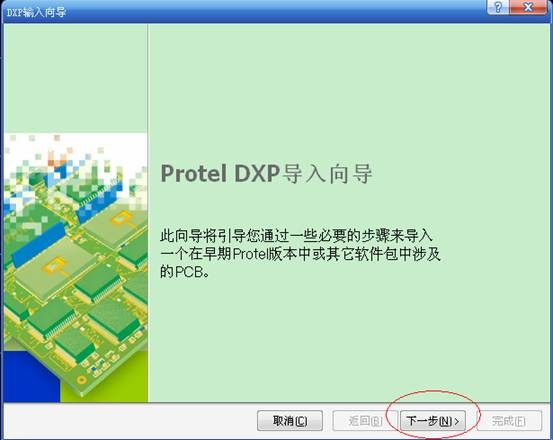 DXP输入向导
Protel DXP导入向导
此向导将引导您通过一些必要的步骤来导入
一个在早期Protel版本中或其它软件包中涉及
的PCB。
取消(C) 返回(B) 下一步(N)> 完成(F)